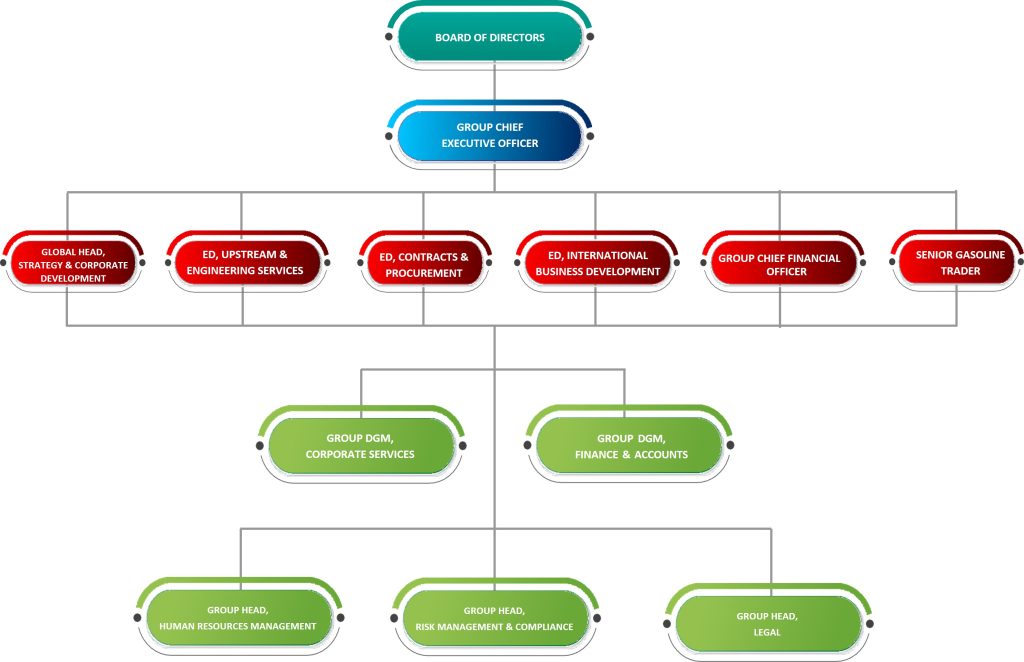 BOARD OF DIRECTORS
GROUP CHIEF
EXECUTIVE OFFICER
GLOBAL HEAD,
STRATEGY & CORPORATE
DEVELOPMENT
ED, UPSTREAM &
ENGINEERING SERVICES
ED, CONTRACTS &
PROCUREMENT
ED, INTERNATIONAL
BUSINESS DEVELOPMENT
GROUP CHIEF FINANCIAL
OFFICER
SENIOR GASOLINE
TRADER
GROUP DGM,
CORPORATE SERVICES
GROUP DGM,
FINANCE & ACCOUNTS
GROUP HEAD,
HUMAN RESOURCES MANAGEMENT
GROUP HEAD,
RISK MANAGEMENT & COMPLIANCE
GROUP HEAD,
LEGAL